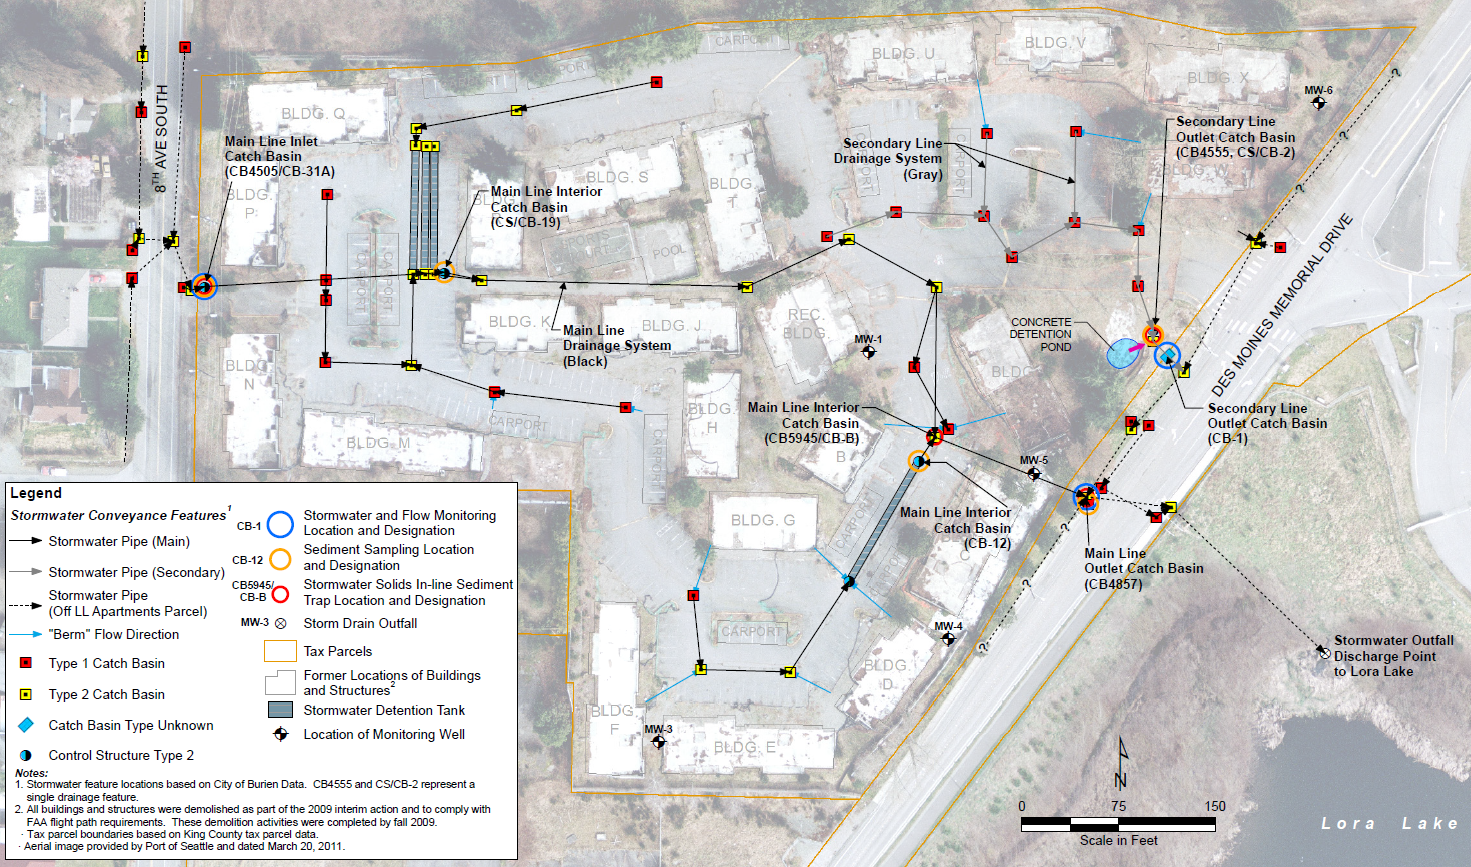 CARPORT
CARPORT
BLDG. U
BLDG. V
BLDG. X
MW-6
BLDG. Q
8TH AVE SOUTH
Main Line Inlet
Catch Basin
(CB4505/CB-31A)
Secondary Line
Drainage System
(Gray)
Secondary Line
Outlet Catch Basin
(CB4555, CS/CB-2)
CARPORT
CARPORT
BLDG. S
BLDG.
T
BLDG.
P
Main Line Interior
Catch Basin
(CS/CB-19)
POOL
CARPORT
CARPORT
DES MOINES MEMORIAL DRIVE
BLDG. K
BLDG. J
REC.
BLDG
Main Line
Drainage System
(Black)
MW-1
CONCRETE
DETENTION
POND
BLDG.
N
BLDG
BLDG.
H
Main Line Interior
Catch Basin
(CB5945/CB-B)
Secondary Line
Outlet Catch Basin
(CB-1)
CARPORT
CARPORT
BLDG. M
B
MW-5
BLDG. G
CARPORT
Main Line Interior
Catch Basin
(CB-12)
C
Main Line
Outlet Catch Basin
(CB4857)
CARPORT
MW-4
BLDG.
D
Stormwater Outfall
Discharge Point
to Lora Lake
BLDG.
F
MW-3
BLDG. E
? ? ? ? ? ?
N
0 75 150
Scale in Feet
Lora Lake
Legend
Stormwater Conveyance Features1
Stormwater Pipe (Main)
Stormwater Pipe (Secondary)
Stormwater Pipe
(Off LL Apartments Parcel)
"Berm" Flow Direction
Type 1 Catch Basin
Type 2 Catch Basin
Catch Basin Type Unknown
Control Structure Type 2
CB-1 Stormwater and Flow Monitoring
Location and Designation
CB-12 Sediment Sampling Location
and Designation
CB5945/
CB-B
Stormwater Solids In-line Sediment
Trap Location and Designation
MW-3 Storm Drain Outfall
Tax Parcels
Former Locations of Buildings
and Structures2
Stormwater Detention Tank
Location of Monitoring Well
Notes:
1. Stormwater feature locations based on City of Burien Data. CB4555 and CS/CB-2 represent a
single drainage feature.
2. All buildings and structures were demolished as part of the 2009 interim action and to comply with
FAA flight path requirements. These demolition activities were completed by fall 2009.
· Tax parcel boundaries based on King County tax parcel data.
· Aerial image provided by Port of Seattle and dated March 20, 2011.